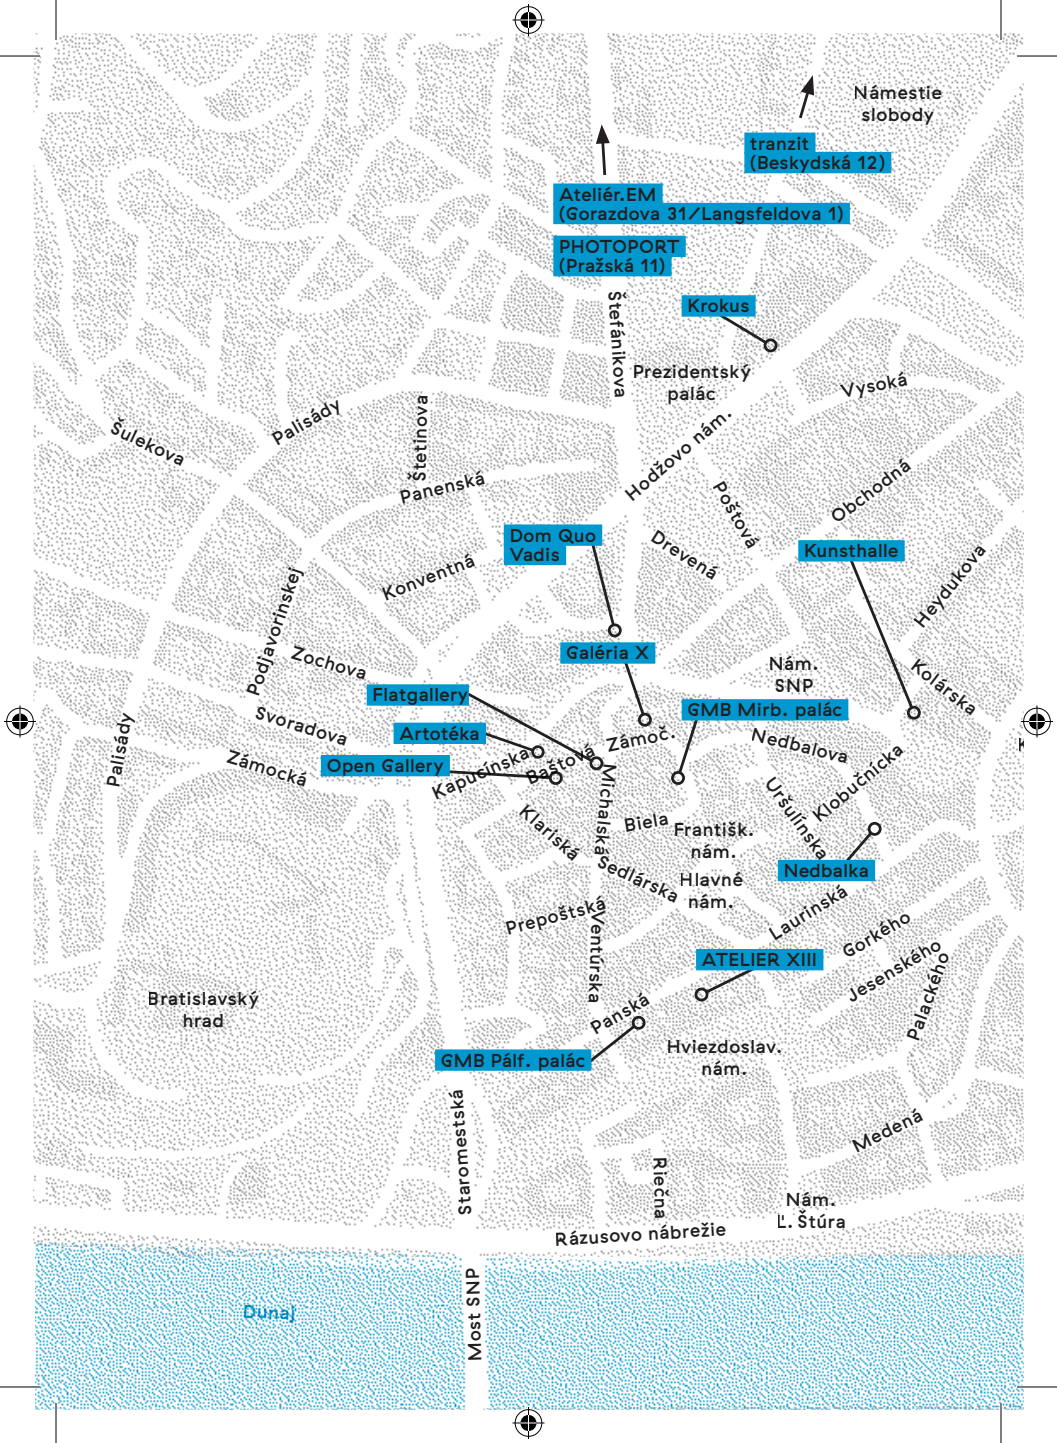 Námestie
slobody
tranzit
(Beskydská 12)
Ateliér.EM
(Gorazdova 31/Langsfeldova 1)
PHOTOPORT
(Pražská 11)
Krokus
Štefánikova
Prezidentský
palác
Vysoká
Palisády
Štetinova
Šulekova
Hodžovo nám.
Panenská
Obchodná
Poštová
Dom Quo
Vadis
Drevená
Kunsthalle
Konventná
Heydukova
Podjavorinskej
Zochova
Galéria X
Nám.
SNP
Kolárska
Flatgallery
GMB Mirb. palác
Svoradova
Artotéka
Zámoč.
Nedbalova
Palisády
Zámocká
Open Gallery
Kapucínska
Baštová
Michalská
Klobučnícka
Uršulínska
Klariská
Biela
Františk.
nám.
Sedlárska
Hlavné
nám.
Nedbalka
Prepoštská
Ventúrska
Laurinská
Gorkého
ATELIER XIII
Jesenského
Palackého
Bratislavský
hrad
Panská
GMB Pálf. palác
Hviezdoslav.
nám.
Staromestská
Medená
Riečna
Nám.
Ľ. Štúra
Rázusovo nábrežie
Dunaj
Most SNP